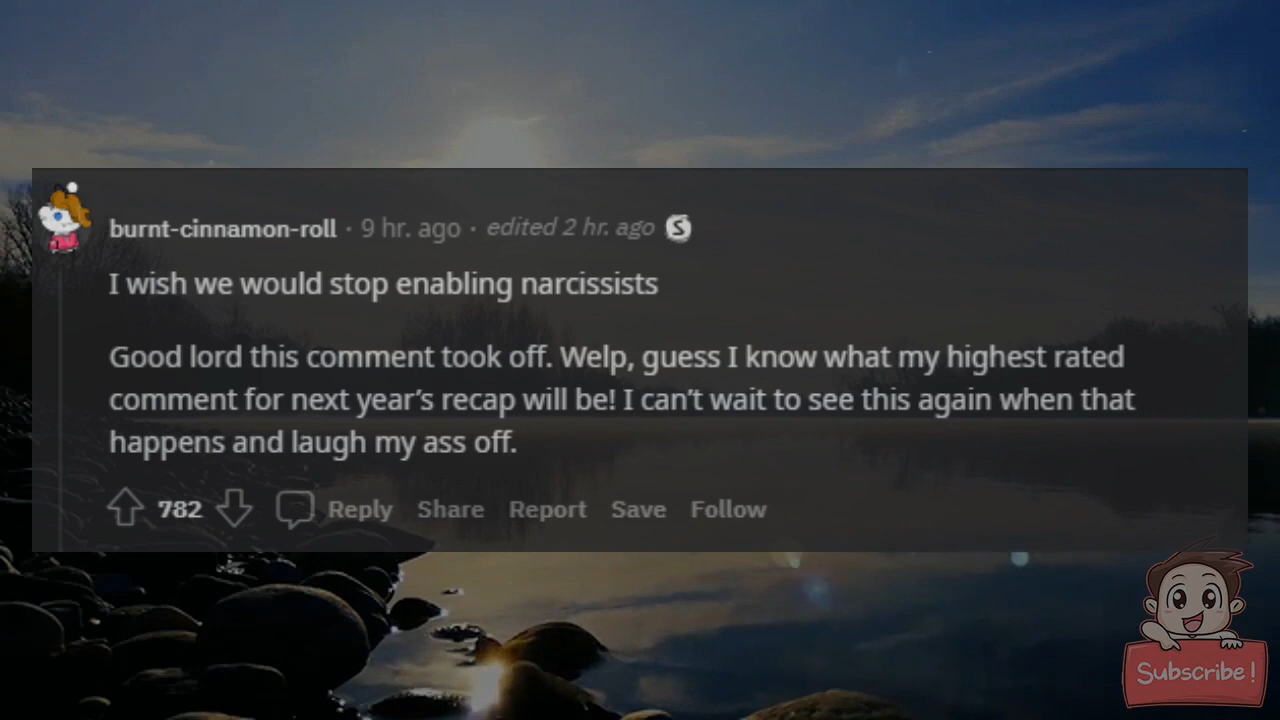 burnt-cinnamon-roll · 9 hr. ago · edited 2 hr. ago S
I wish we would stop enabling narcissists
Good lord this comment took off. Welp, guess I know what my highest rated
comment for next year’s recap will be! I can’t wait to see this again when that
happens and laugh my ass off.
782 Reply Share Report Save Follow
Subscribe!